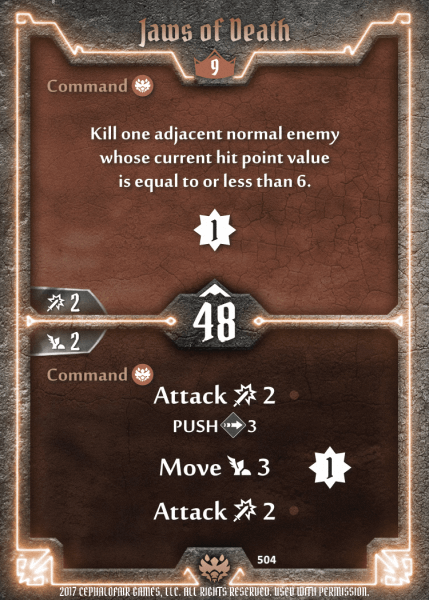 Jaws of Death
9
Command
Kill one adjacent normal enemy
whose current hit point value
is equal to or less than 6.
1
2
48
2
Command
Attack 2
PUSH 3
Move 3
1
Attack 2
504
2017 CEPHALOFAIR GAMES, LLC. ALL RIGHTS RESERVED. USED WITH PERMISSION.